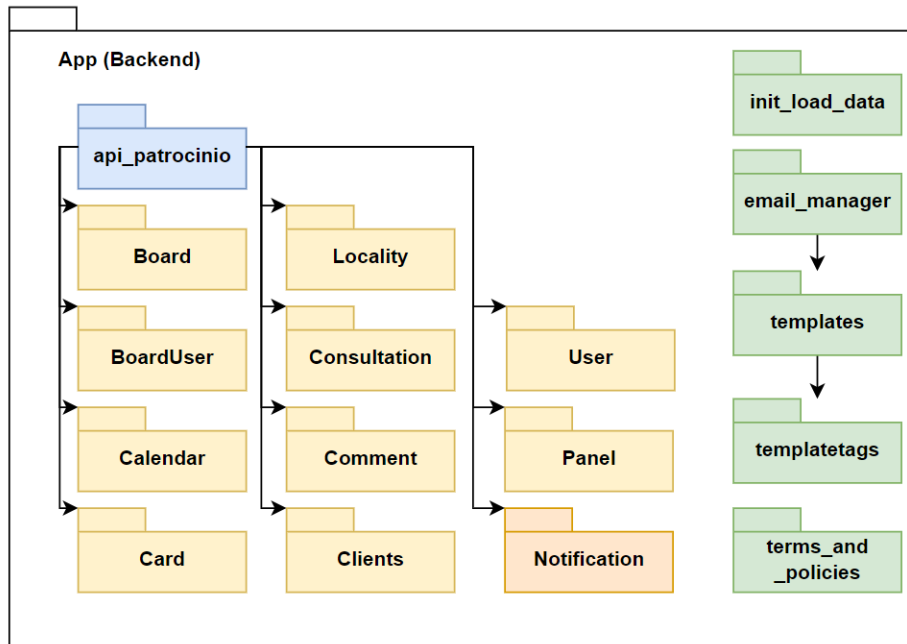 App (Backend)
init_load_data
api_patrocinio
email_manager
Board
Locality
templates
BoardUser
Consultation
User
templatetags
Calendar
Comment
Panel
Card
Clients
Notification
terms_and
_policies